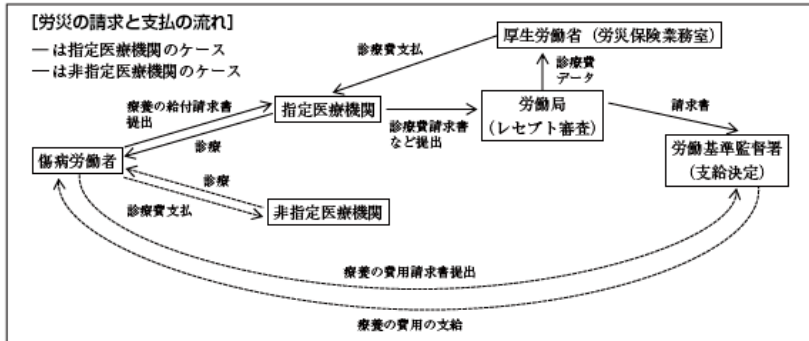 [労災の請求と支払の流れ]
― は指定医療機関のケース
― は非指定医療機関のケース
厚生労働省（労災保険業務室）
診療費支払
診療費
データ
療養の給付請求書
提出
指定医療機関
労働局
（レセプト審査）
請求書
診療費請求書
など提出
診療
傷病労働者
労働基準監督署
（支給決定）
診療
診療費支払
非指定医療機関
療養の費用請求書提出
療養の費用の支給